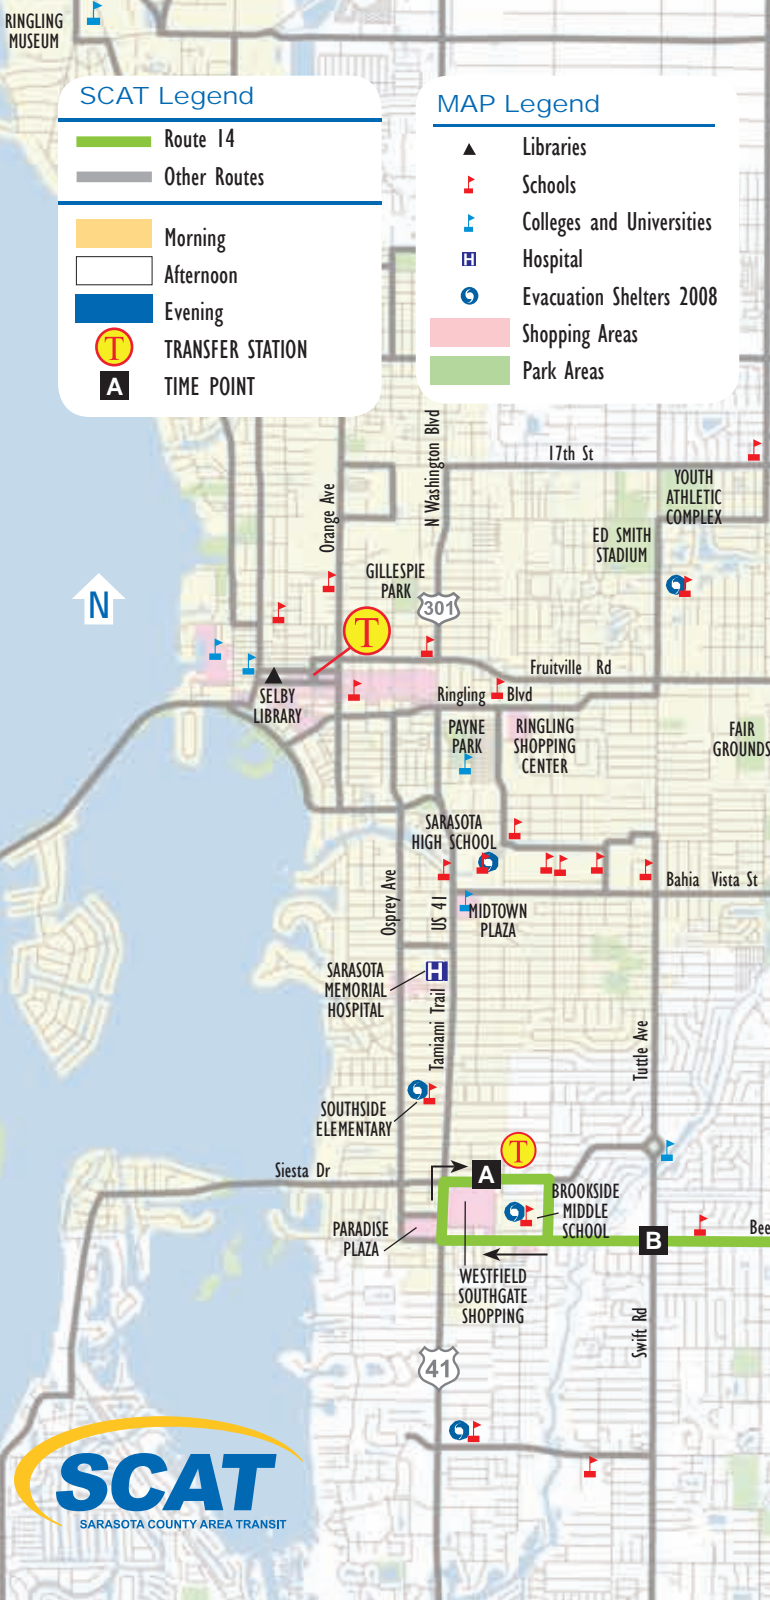 RINGLING
MUSEUM
SCAT Legend
Route 14
Other Routes
Morning
Afternoon
Evening
T
TRANSFER STATION
A
TIME POINT
MAP Legend
Libraries
Schools
Colleges and Universities
H
Hospital
Evacuation Shelters 2008
Shopping Areas
Park Areas
N Washington Blvd
17th St
Orange Ave
YOUTH
ATHLETIC
COMPLEX
ED SMITH
STADIUM
GILLESPIE
PARK
N
301
T
Fruitville Rd
SELBY
LIBRARY
Ringling Blvd
PAYNE
PARK
RINGLING
SHOPPING
CENTER
FAIR
GROUNDS
SARASOTA
HIGH SCHOOL
Osprey Ave
US 41
Bahia Vista St
MIDTOWN
PLAZA
SARASOTA
MEMORIAL
HOSPITAL
H
Tamiami Trail
Tuttle Ave
SOUTHSIDE
ELEMENTARY
T
Siesta Dr
A
BROOKSIDE
MIDDLE
SCHOOL
PARADISE
PLAZA
B
Bee
WESTFIELD
SOUTHGATE
SHOPPING
Swift Rd
41
SCAT
SARASOTA COUNTY AREA TRANSIT